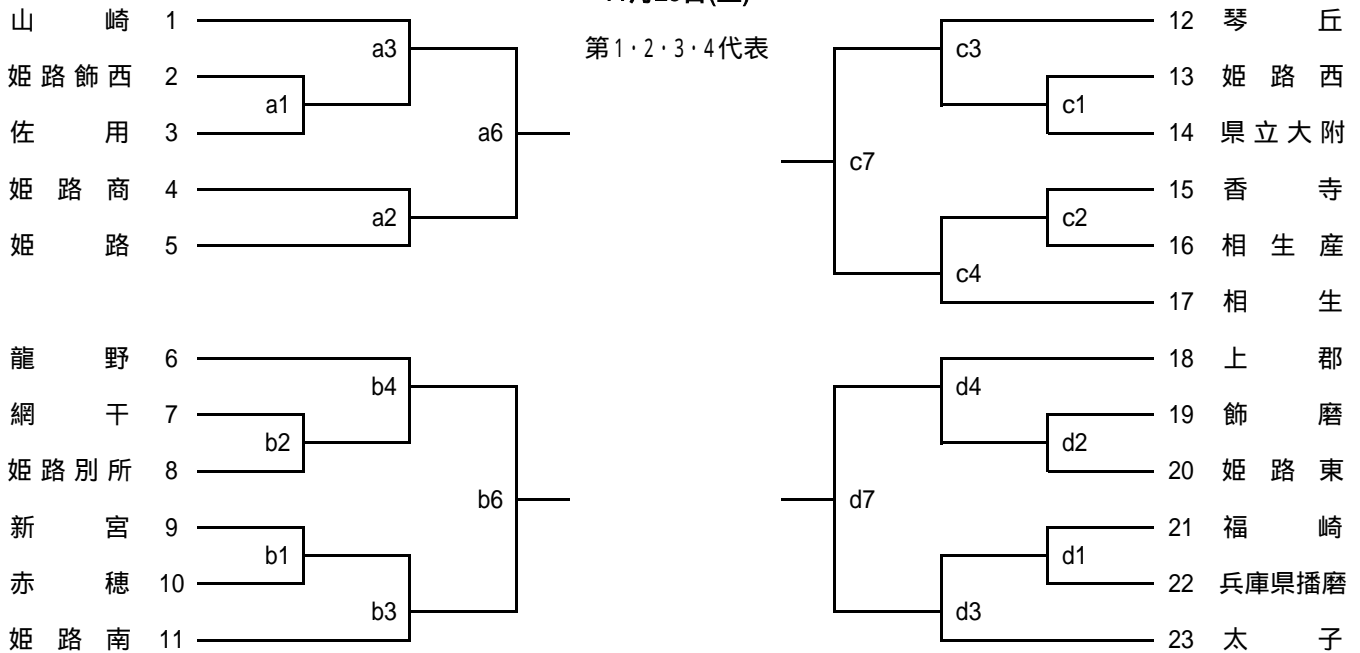 山崎 1
姫路飾西 2
佐用 3
姫路商 4
姫路 5
a3
a1
a6
a2
第1・2・3・4代表
12 琴丘
13 姫路西
14 県立大附
15 香寺
16 相生産
17 相生
c3
c1
c7
c2
c4
龍野 6
網干 7
姫路別所 8
新宮 9
赤穂 10
姫路南 11
b4
b2
b6
b1
b3
18 上郡
19 飾磨
20 姫路東
21 福崎
22 兵庫県播磨
23 太子
d4
d2
d7
d1
d3